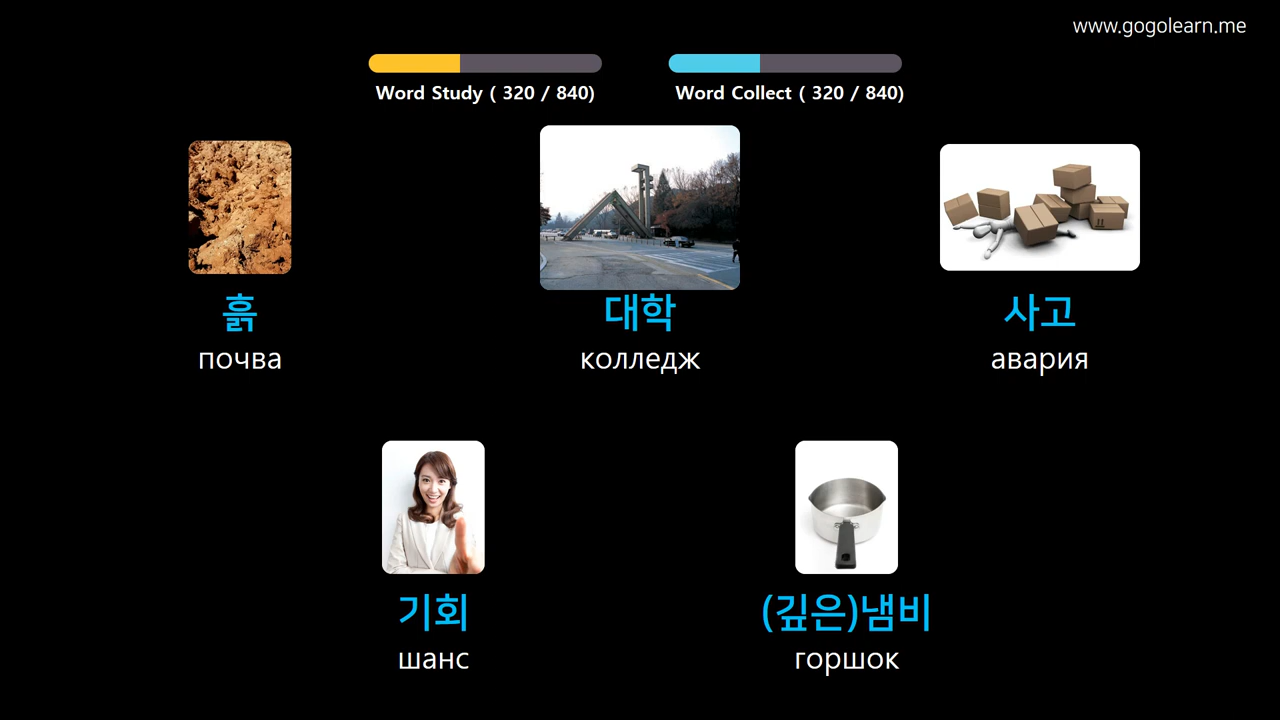 www.gogolearn.me
Word Study ( 320 / 840)
Word Collect ( 320 / 840)
흙
почва
대학
колледж
사고
авария
기회
шанс
(깊은)냄비
горшок